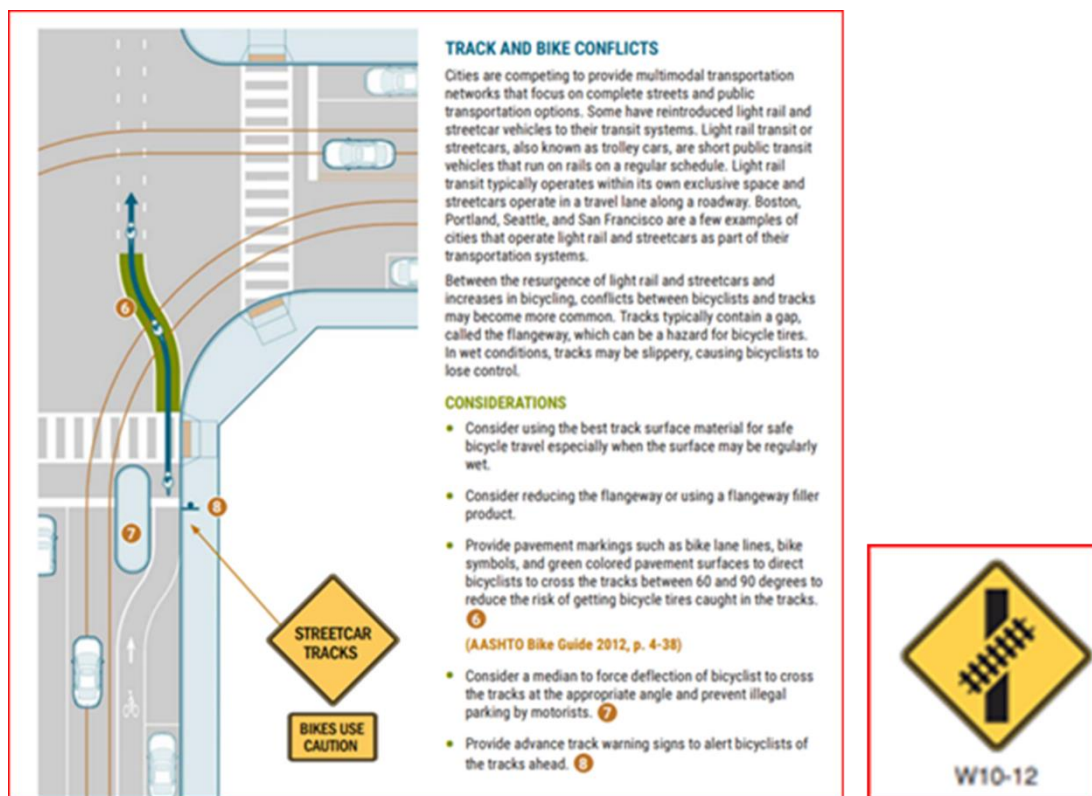 TRACK AND BIKE CONFLICTS
Cities are competing to provide multimodal transportation
networks that focus on complete streets and public
transportation options. Some have reintroduced light rail and
streetcar vehicles to their transit systems. Light rail transit or
streetcars, also known as trolley cars, are short public transit
vehicles that run on rails on a regular schedule. Light rail
transit typically operates within its own exclusive space and
streetcars operate in a travel lane along a roadway. Boston,
Portland, Seattle, and San Francisco are a few examples of
cities that operate light rail and streetcars as part of their
transportation systems.
Between the resurgence of light rail and streetcars and
increases in bicycling, conflicts between bicyclists and tracks
may become more common. Tracks typically contain a gap,
called the flangeway, which can be a hazard for bicycle tires.
In wet conditions, tracks may be slippery, causing bicyclists to
lose control.
CONSIDERATIONS
• Consider using the best track surface material for safe
bicycle travel especially when the surface may be regularly
wet.
• Consider reducing the flangeway or using a flangeway filler
product.
• Provide pavement markings such as bike lane lines, bike
symbols, and green colored pavement surfaces to direct
bicyclists to cross the tracks between 60 and 90 degrees to
reduce the risk of getting bicycle tires caught in the tracks.
6
(AASHTO Bike Guide 2012, p. 4-38)
• Consider a median to force deflection of bicyclist to cross
the tracks at the appropriate angle and prevent illegal
parking by motorists. 7
• Provide advance track warning signs to alert bicyclists of
the tracks ahead. 8
6
8
7
STREETCAR
TRACKS
BIKES USE
CAUTION
W10-12